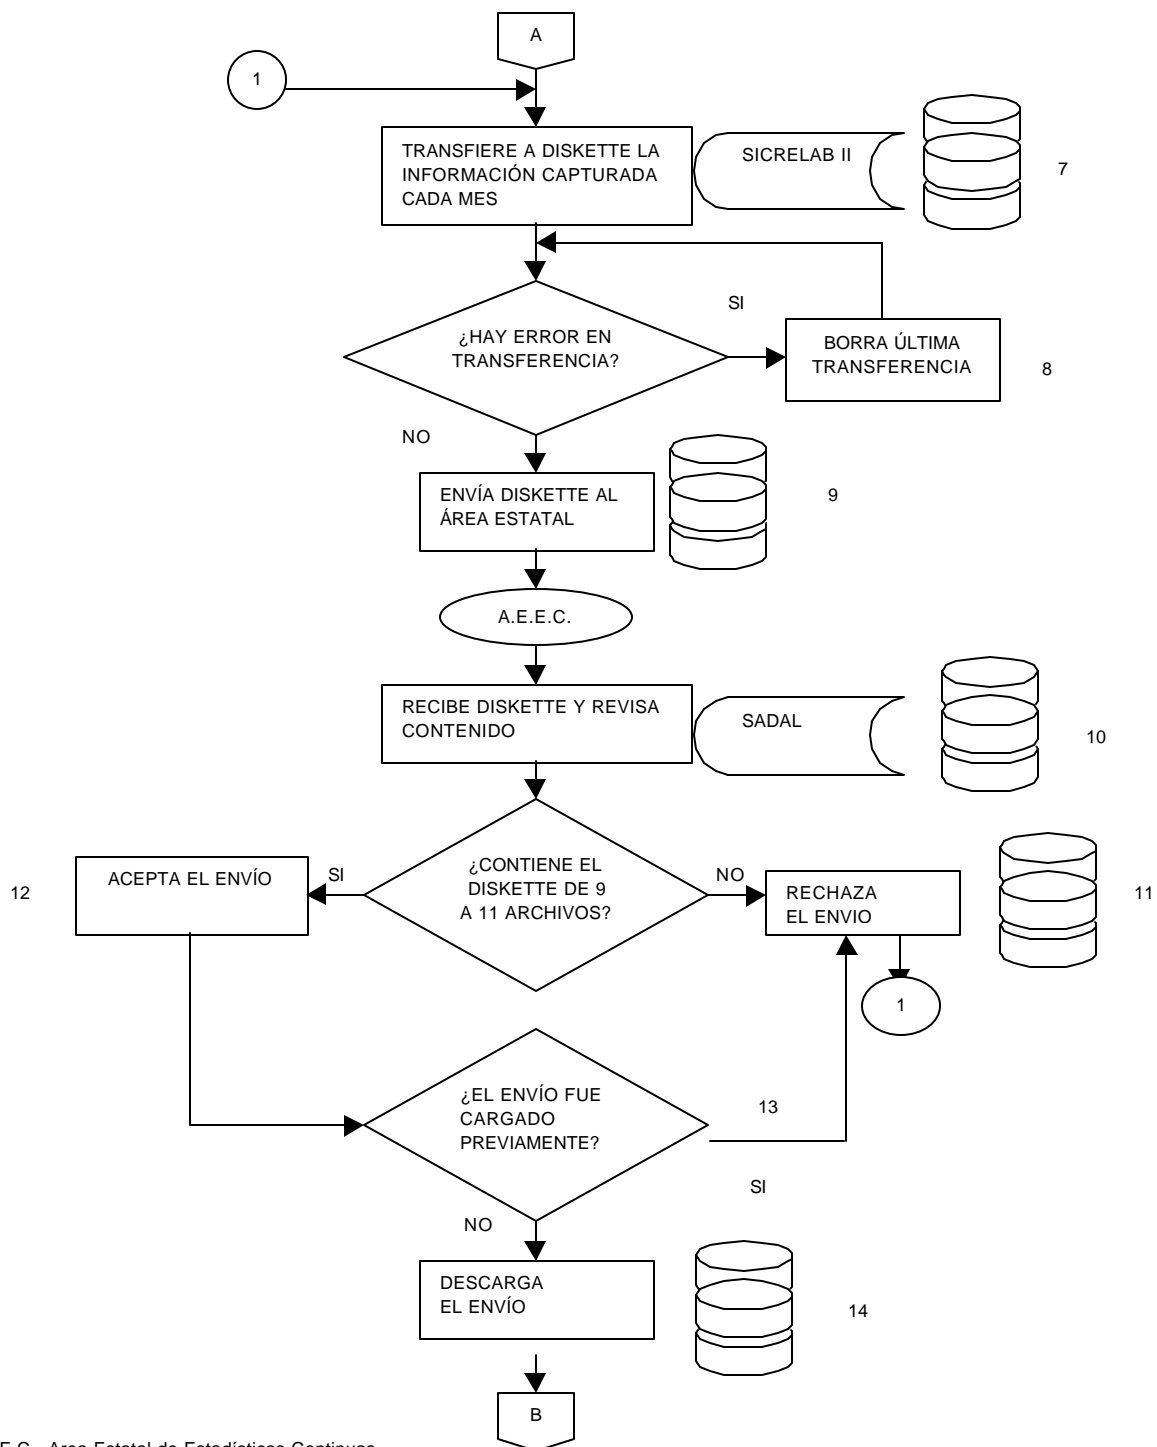 A
1
TRANSFIERE A DISKETTE LA
INFORMACIÓN CAPTURADA
CADA MES
SICRELAB II
7
SI
¿HAY ERROR EN
TRANSFERENCIA?
BORRA ÚLTIMA
TRANSFERENCIA
8
NO
ENVÍA DISKETTE AL
ÁREA ESTATAL
9
A.E.E.C.
RECIBE DISKETTE Y REVISA
CONTENIDO
SADAL
10
12
ACEPTA EL ENVÍO
SI
¿CONTIENE EL
DISKETTE DE 9
A 11 ARCHIVOS?
NO
RECHAZA
EL ENVIO
11
1
¿EL ENVÍO FUE
CARGADO
PREVIAMENTE?
13
SI
NO
DESCARGA
EL ENVÍO
14
B